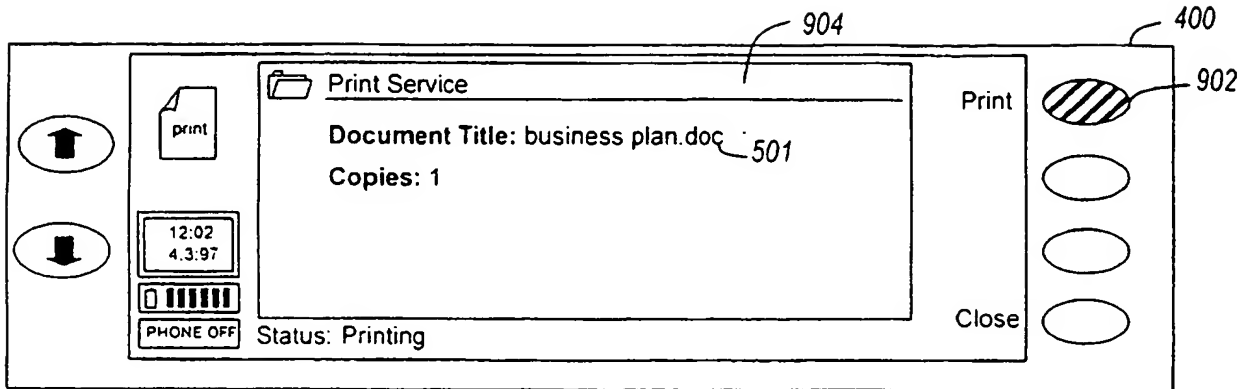 904
400
902
Print Service
Print
print
Document Title: business plan.doc
501
Copies: 1
12:02
4.3:97
PHONE OFF
Status: Printing
Close